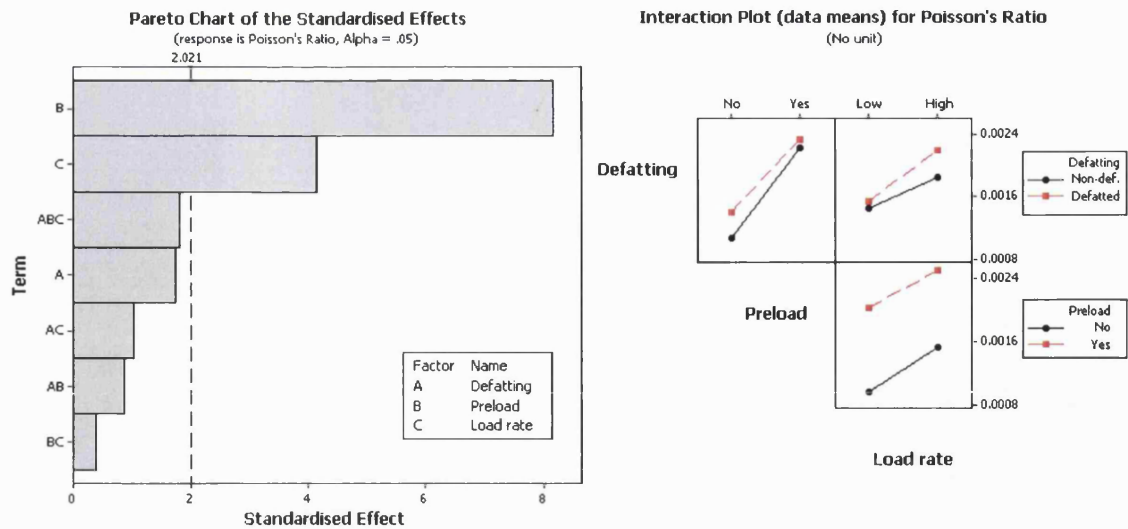 Pareto Chart of the Standardised Effects
(response is Poisson's Ratio, Alpha = .05)
2.021
Term
B
C
ABC
A
AC
AB
BC
Factor Name
A Defatting
B Preload
C Load rate
0 2 4 6 8
Standardised Effect
Interaction Plot (data means) for Poisson's Ratio
(No unit)
No Yes Low High
Defatting
0.0024
0.0016
0.0008
Defatting
Non-def.
Defatted
Preload
0.0024
0.0016
0.0008
Preload
No
Yes
Load rate